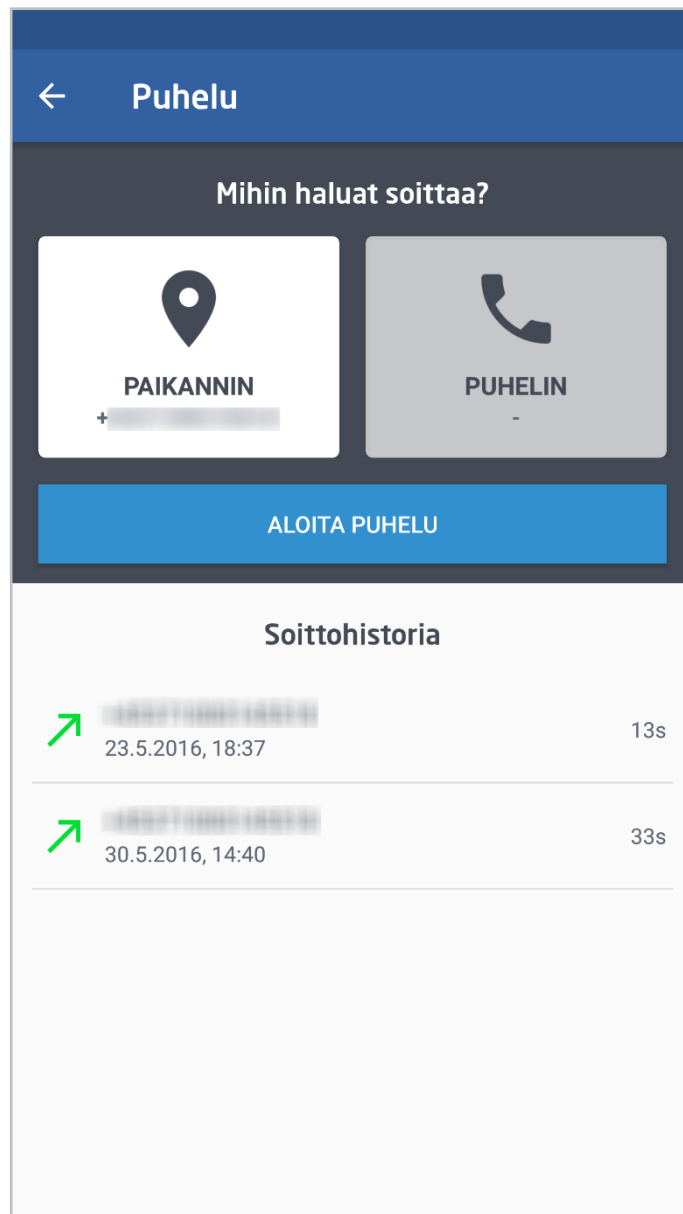 Puhelu
Mihin haluat soittaa?
PAIKANNIN
+
PUHELIN
-
ALOITA PUHELU
Soittohistoria
13s
23.5.2016, 18:37
33s
30.5.2016, 14:40